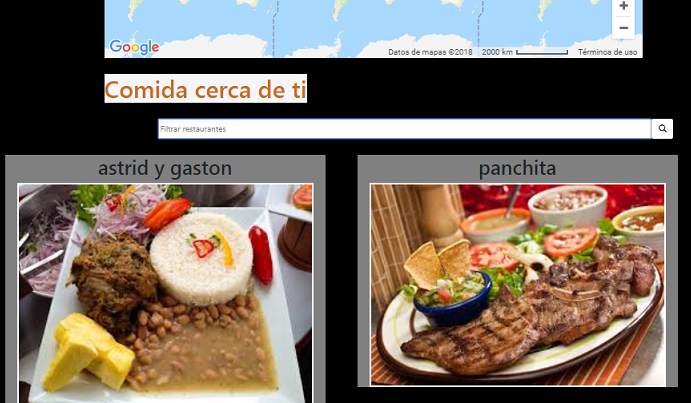 Google
Datos de mapas ©2018 2000 km Términos de uso
Comida cerca de ti
Filtrar restaurantes
astrid y gaston
panchita